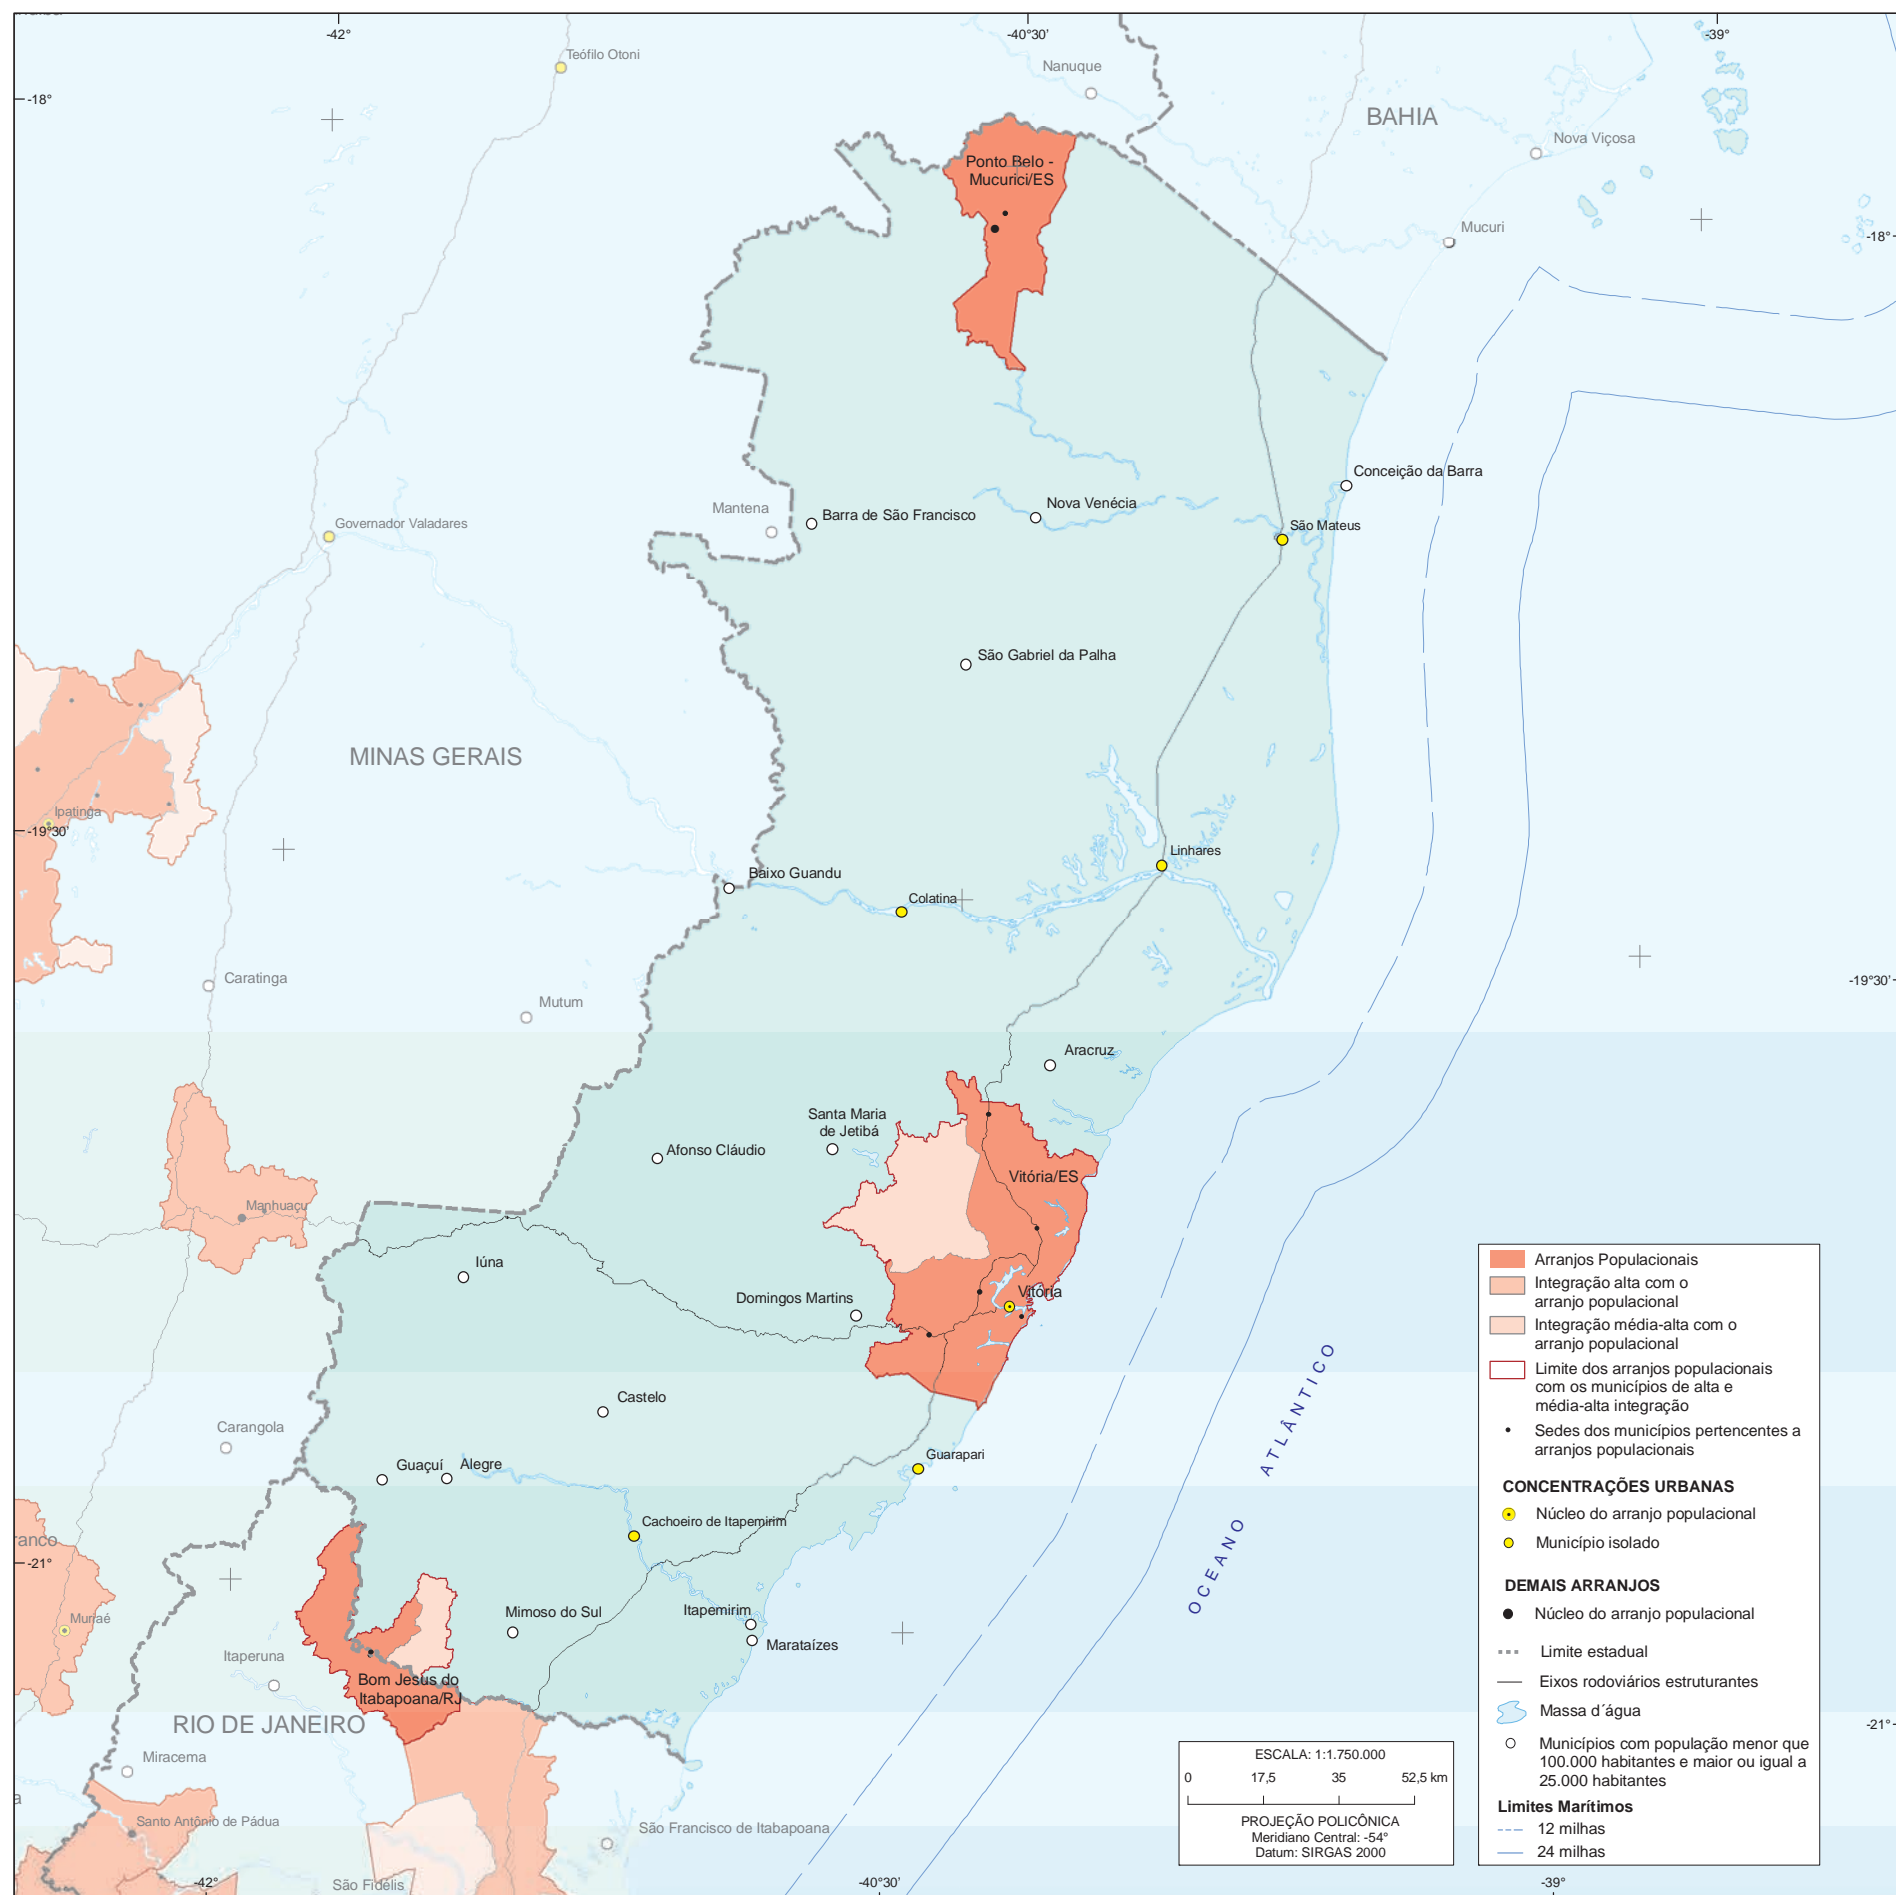 -42°
-40°30'
-39°
Teófilo Otoni
Nanuque
-18°
BAHIA
Nova Viçosa
Ponto Belo -
Mucurici/ES
Mucuri
-18°
Conceição da Barra
Mantena
Nova Venécia
Barra de São Francisco
Governador Valadares
São Mateus
São Gabriel da Palha
MINAS GERAIS
Ipatinga
-19°30'
Linhares
Baixo Guandu
Colatina
Caratinga
-19°30'
Mutum
Aracruz
Santa Maria
de Jetibá
Afonso Cláudio
Vitória/ES
Manhuaçu
Iúna
Vitória
Domingos Martins
Castelo
Carangola
Guarapari
Guaçuí
Alegre
Cachoeiro de Itapemirim
ranco
-21°
Muriaé
Mimoso do Sul
Itapemirim
Marataízes
Itaperuna
Bom Jesus do
Itabapoana/RJ
RIO DE JANEIRO
-21°
Miracema
a
Santo Antônio de Pádua
São Francisco de Itabapoana
São Fidélis
-42°
-40°30'
-39°
OCEANO ATLÂNTICO
Arranjos Populacionais
Integração alta com o
arranjo populacional
Integração média-alta com o
arranjo populacional
Limite dos arranjos populacionais
com os municípios de alta e
média-alta integração
Sedes dos municípios pertencentes a
arranjos populacionais
CONCENTRAÇÕES URBANAS
Núcleo do arranjo populacional
Município isolado
DEMAIS ARRANJOS
Núcleo do arranjo populacional
Limite estadual
Eixos rodoviários estruturantes
Massa d´água
Municípios com população menor que
100.000 habitantes e maior ou igual a
25.000 habitantes
Limites Marítimos
12 milhas
24 milhas
ESCALA: 1:1.750.000
0 17,5 35 52,5 km
PROJEÇÃO POLICÔNICA
Meridiano Central: -54°
Datum: SIRGAS 2000